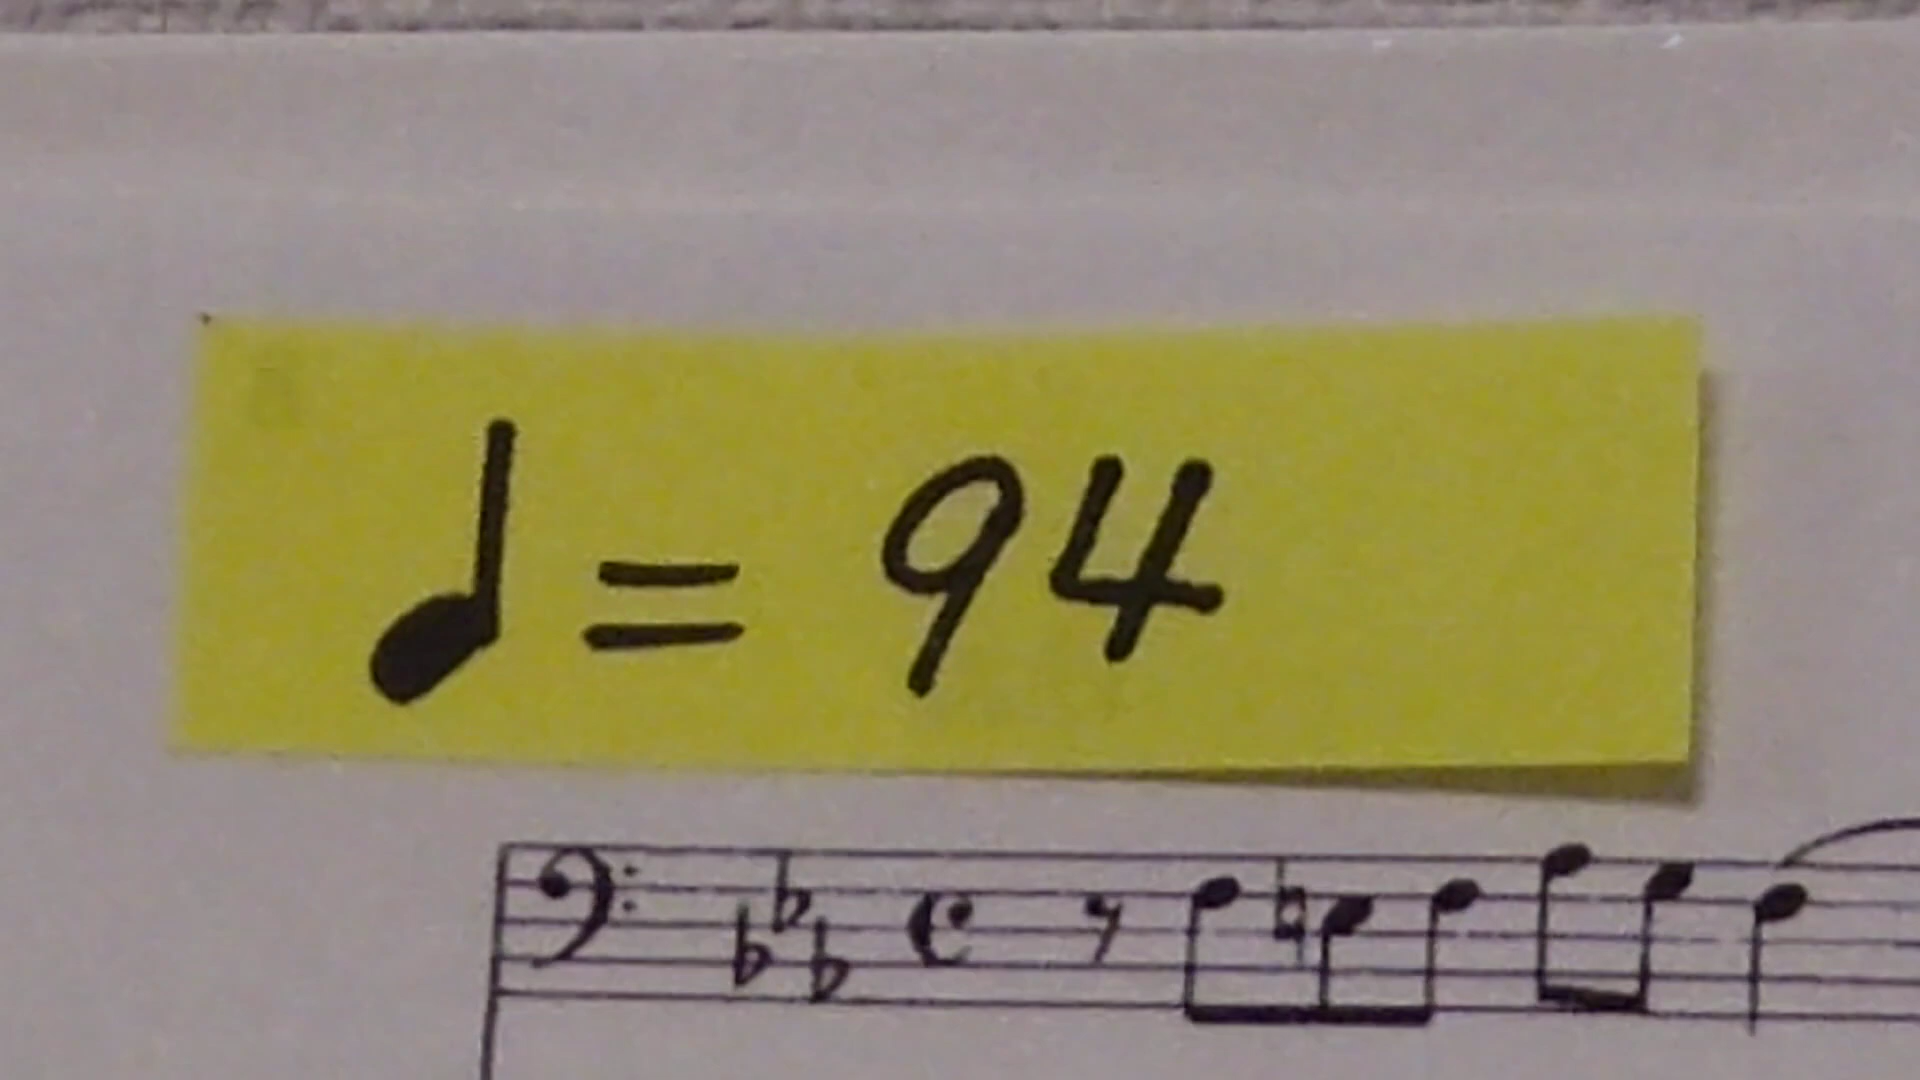 ♩ = 94